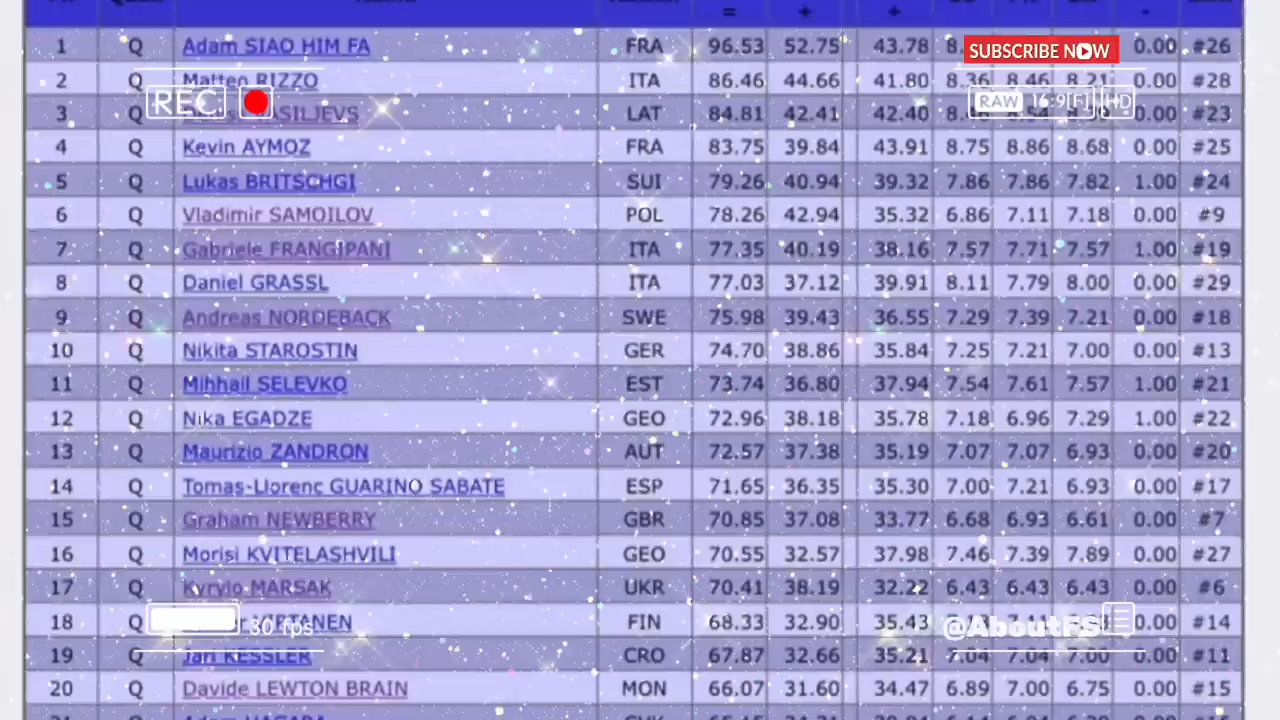 = + + -
1 Q Adam SIAO HIM FA FRA 96.53 52.75 43.78 8. 0.00 #26
SUBSCRIBE NOW
2 Q Matteo RIZZO ITA 86.46 44.66 41.80 8.36 8.46 8.21 0.00 #28
REC RAW 16:9[F] HD
3 Q VASILJEVS LAT 84.81 42.41 42.40 0.00 #23
4 Q Kevin AYMOZ FRA 83.75 39.84 43.91 8.75 8.86 8.68 0.00 #25
5 Q Lukas BRITSCHGI SUI 79.26 40.94 39.32 7.86 7.86 7.82 1.00 #24
6 Q Vladimir SAMOILOV POL 78.26 42.94 35.32 6.86 7.11 7.18 0.00 #9
7 Q Gabriele FRANGIPANI ITA 77.35 40.19 38.16 7.57 7.71 7.57 1.00 #19
8 Q Daniel GRASSL ITA 77.03 37.12 39.91 8.11 7.79 8.00 0.00 #29
9 Q Andreas NORDEBACK SWE 75.98 39.43 36.55 7.29 7.39 7.21 0.00 #18
10 Q Nikita STAROSTIN GER 74.70 38.86 35.84 7.25 7.21 7.00 0.00 #13
11 Q Mihhail SELEVKO EST 73.74 36.80 37.94 7.54 7.61 7.57 1.00 #21
12 Q Nika EGADZE GEO 72.96 38.18 35.78 7.18 6.96 7.29 1.00 #22
13 Q Maurizio ZANDRON AUT 72.57 37.38 35.19 7.07 7.07 6.93 0.00 #20
14 Q Tomas-Llorenc GUARINO SABATE ESP 71.65 36.35 35.30 7.00 7.21 6.93 0.00 #17
15 Q Graham NEWBERRY GBR 70.85 37.08 33.77 6.68 6.93 6.61 0.00 #7
16 Q Morisi KVITELASHVILI GEO 70.55 32.57 37.98 7.46 7.39 7.89 0.00 #27
17 Q Kyrylo MARSAK UKR 70.41 38.19 32.22 6.43 6.43 6.43 0.00 #6
18 Q FIN 68.33 32.90 35.43 0.00 #14
30 fps @AboutFS
19 Q Jari KESSLER CRO 67.87 32.66 35.21 7.04 7.04 7.00 0.00 #11
20 Q Davide LEWTON BRAIN MON 66.07 31.60 34.47 6.89 7.00 6.75 0.00 #15